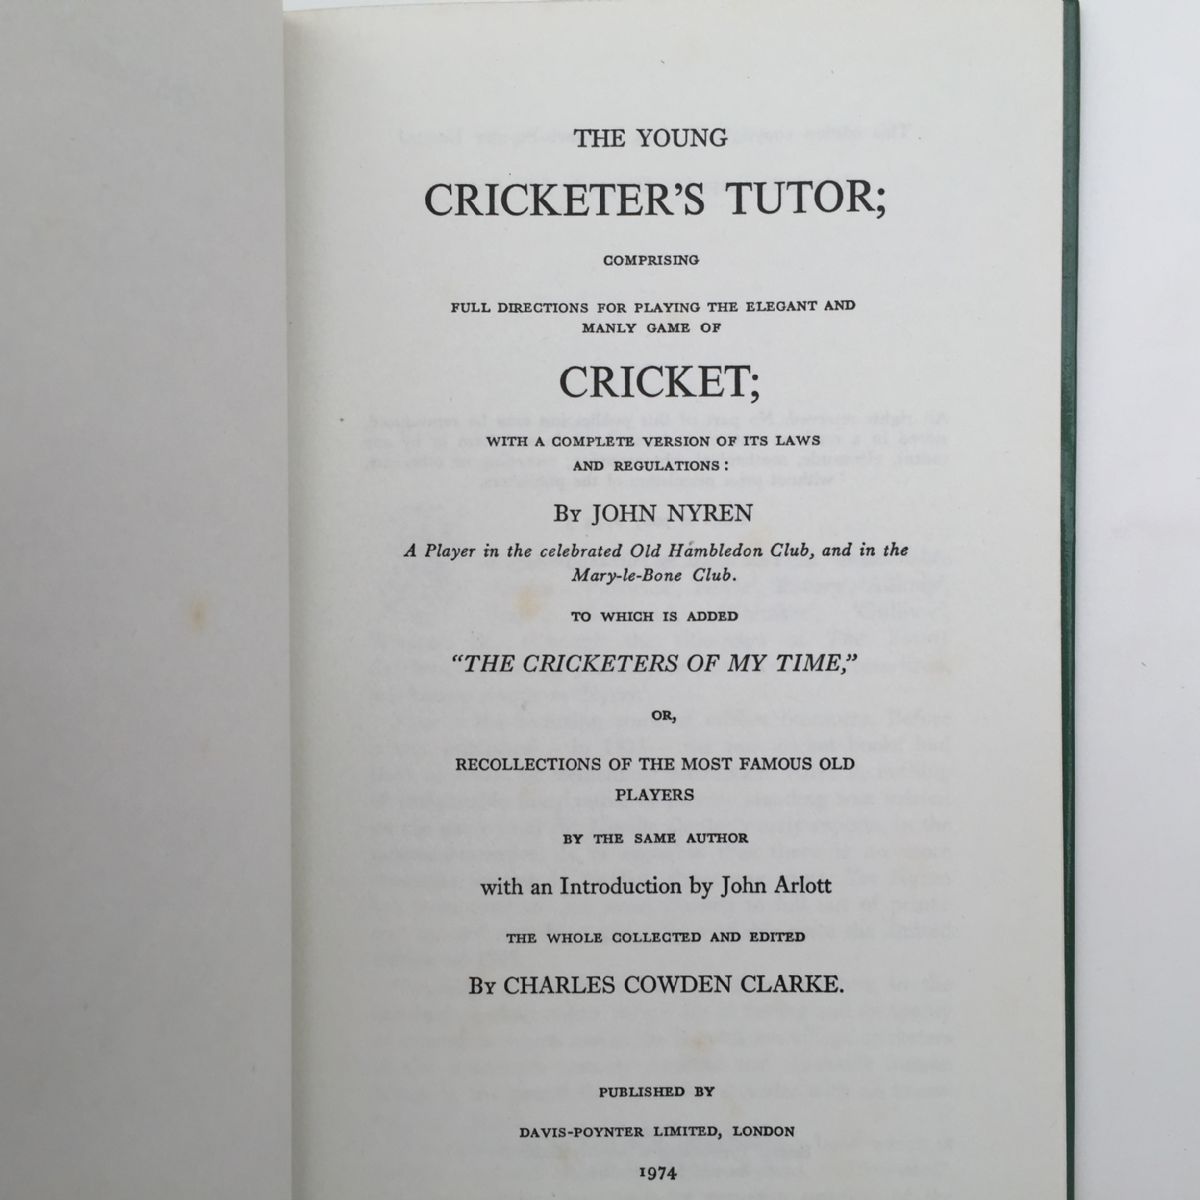 THE YOUNG
CRICKETER'S TUTOR;
COMPRISING
FULL DIRECTIONS FOR PLAYING THE ELEGANT AND
MANLY GAME OF
CRICKET;
WITH A COMPLETE VERSION OF ITS LAWS
AND REGULATIONS:
By JOHN NYREN
A Player in the celebrated Old Hambledon Club, and in the
Mary-le-Bone Club.
TO WHICH IS ADDED
"THE CRICKETERS OF MY TIME,"
OR,
RECOLLECTIONS OF THE MOST FAMOUS OLD
PLAYERS
BY THE SAME AUTHOR
with an Introduction by John Arlott
THE WHOLE COLLECTED AND EDITED
By CHARLES COWDEN CLARKE.
PUBLISHED BY
DAVIS-POYNTER LIMITED, LONDON
1974